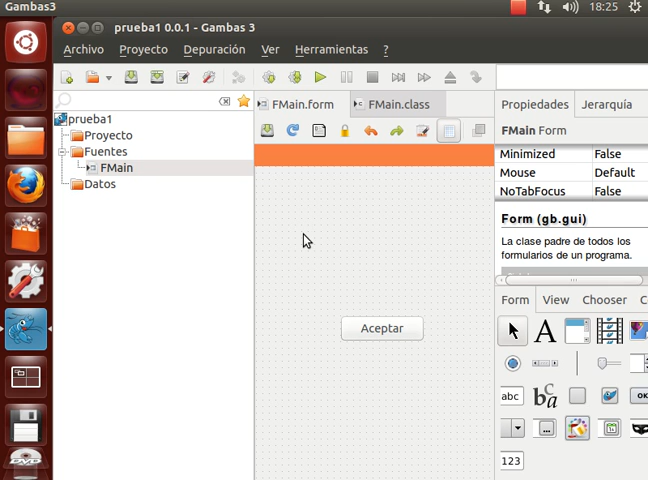 Gambas3
18:25
prueba1 0.0.1 - Gambas 3
Archivo Proyecto Depuración Ver Herramientas ?
prueba1
Proyecto
Fuentes
FMain
Datos
FMain.form
FMain.class
Aceptar
Propiedades Jerarquía
FMain Form
Minimized False
Mouse Default
NoTabFocus False
Form (gb.gui)
La clase padre de todos los
formularios de un programa.
Form View Chooser
A
abc
OK
123